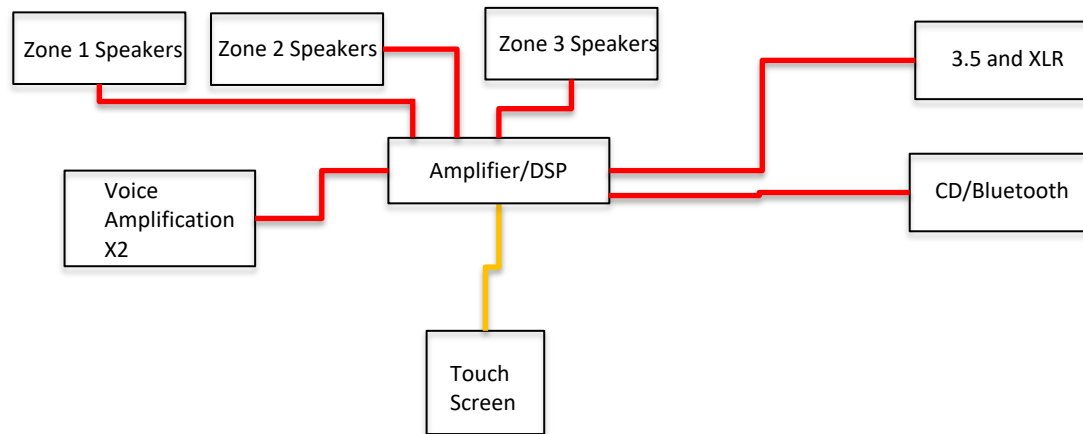 Zone 1 Speakers
Zone 2 Speakers
Zone 3 Speakers
3.5 and XLR
Amplifier/DSP
Voice
Amplification
X2
CD/Bluetooth
Touch
Screen